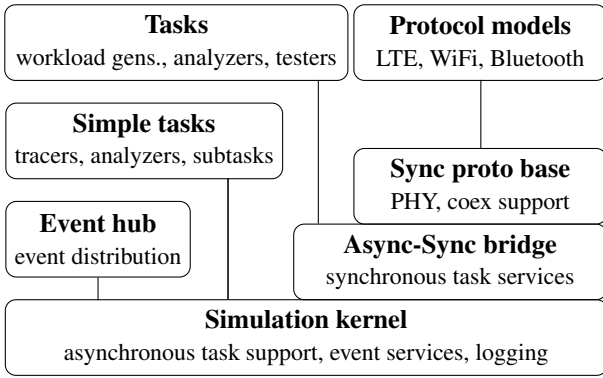 Tasks
workload gens., analyzers, testers
Protocol models
LTE, WiFi, Bluetooth
Simple tasks
tracers, analyzers, subtasks
Sync proto base
PHY, coex support
Event hub
event distribution
Async-Sync bridge
synchronous task services
Simulation kernel
asynchronous task support, event services, logging